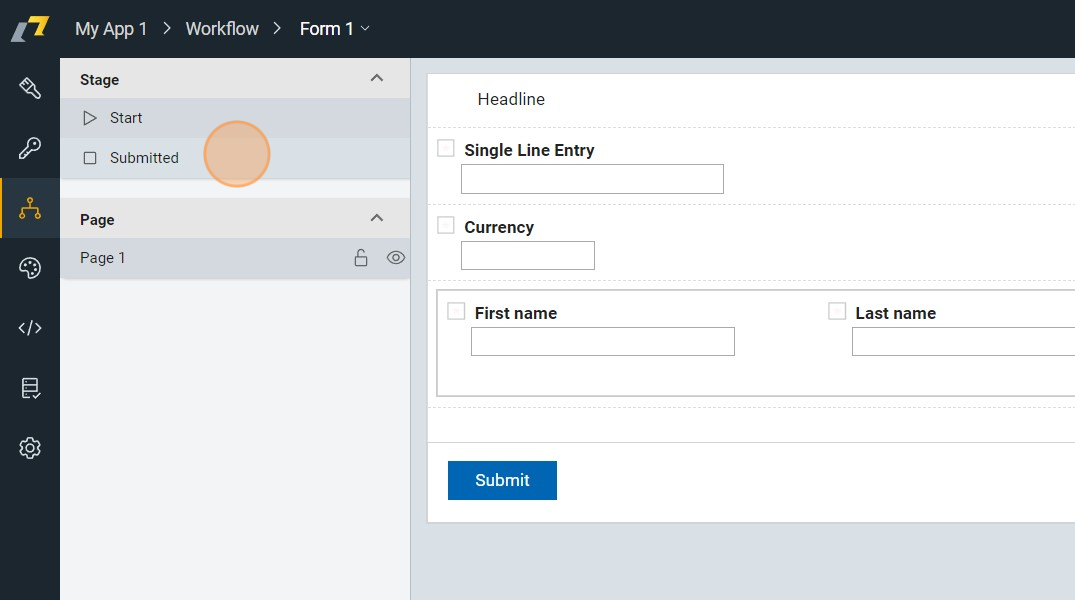 My App 1 > Workflow > Form 1
Stage
Start
Submitted
Page
Page 1
Headline
Single Line Entry
Currency
First name Last name
Submit